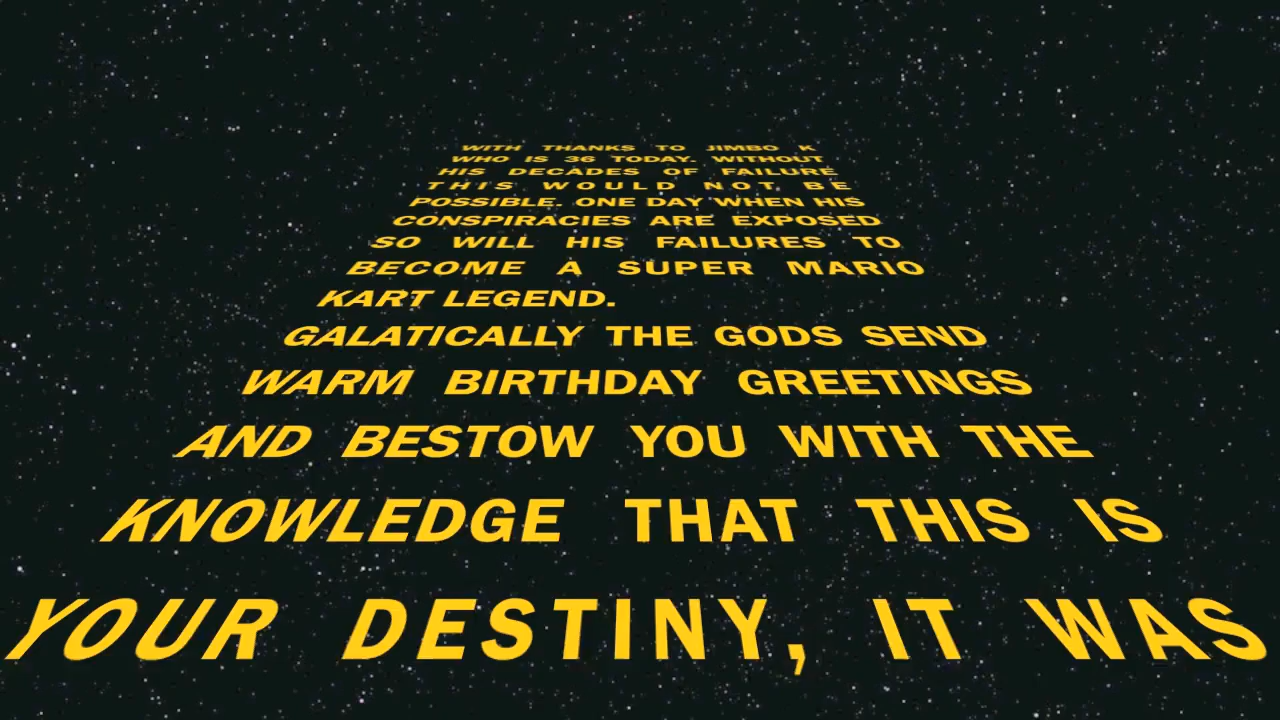 WITH THANKS TO JIMBO K
WHO IS 36 TODAY. WITHOUT
HIS DECADES OF FAILURE
THIS WOULD NOT BE
POSSIBLE. ONE DAY WHEN HIS
CONSPIRACIES ARE EXPOSED
SO WILL HIS FAILURES TO
BECOME A SUPER MARIO
KART LEGEND.
GALATICALLY THE GODS SEND
WARM BIRTHDAY GREETINGS
AND BESTOW YOU WITH THE
KNOWLEDGE THAT THIS IS
YOUR DESTINY, IT WAS